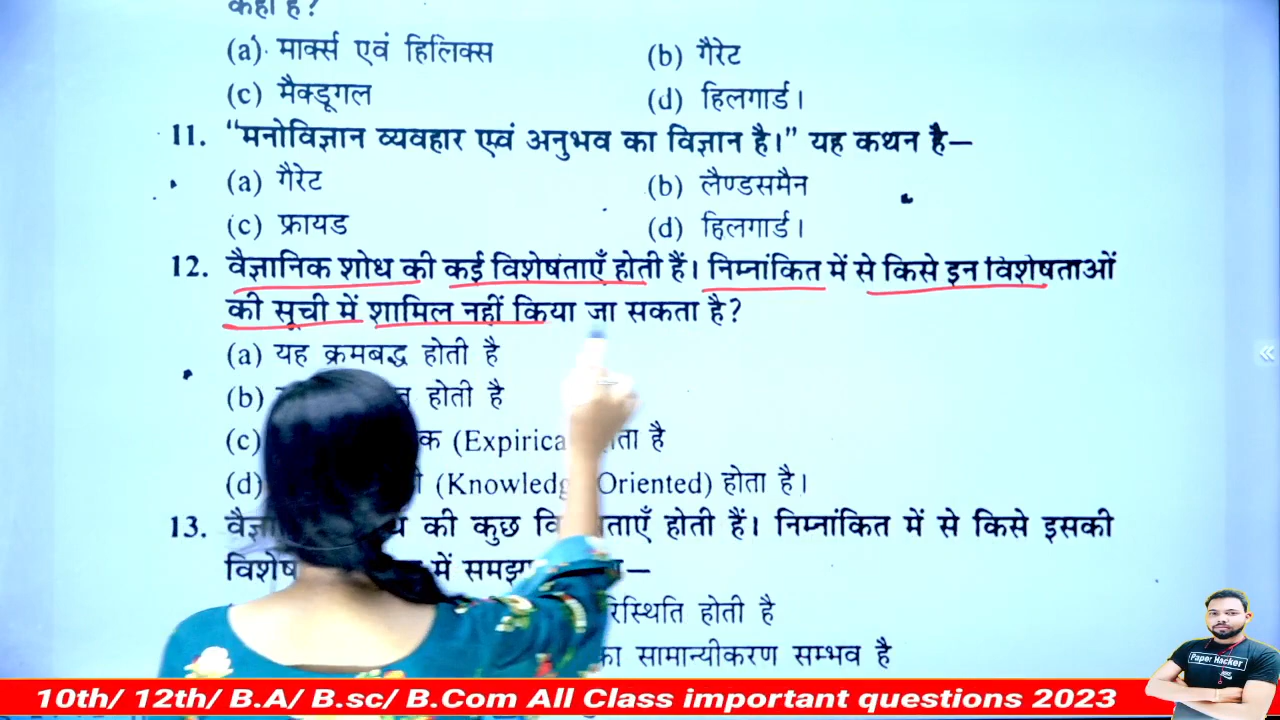 कहा है?
(a) मार्क्स एवं हिलिक्स (b) गैरेट
(c) मैक्डूगल (d) हिलगार्ड।
11. “मनोविज्ञान व्यवहार एवं अनुभव का विज्ञान है।” यह कथन है—
(a) गैरेट (b) लैण्डसमैन
(c) फ्रायड (d) हिलगार्ड।
12. वैज्ञानिक शोध की कई विशेषताएँ होती हैं। निम्नांकित में से किसे इन विशेषताओं
की सूची में शामिल नहीं किया जा सकता है?
(a) यह क्रमबद्ध होती है
(b) होती है
(c) (Expirica है
(d) (Knowledg Oriented) होता है।
13. की कुछ होती हैं। निम्नांकित में से किसे इसकी
में
होती है
का सामान्यीकरण सम्भव है
Paper Hacker
10th/ 12th/ B.A/ B.sc/ B.Com All Class important questions 2023